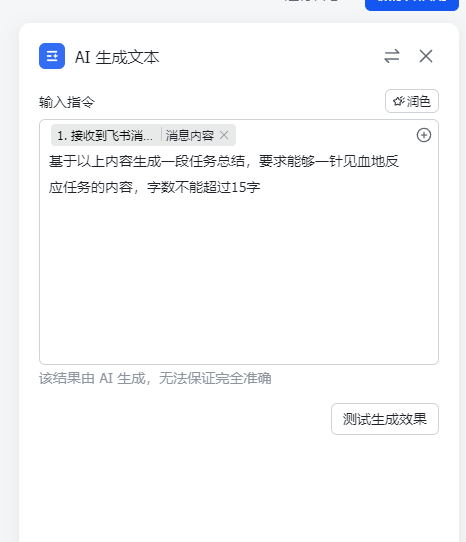 AI 生成文本
输入指令
润色
1. 接收到飞书消... 消息内容
基于以上内容生成一段任务总结，要求能够一针见血地反
应任务的内容，字数不能超过15字
该结果由 AI 生成，无法保证完全准确
测试生成效果